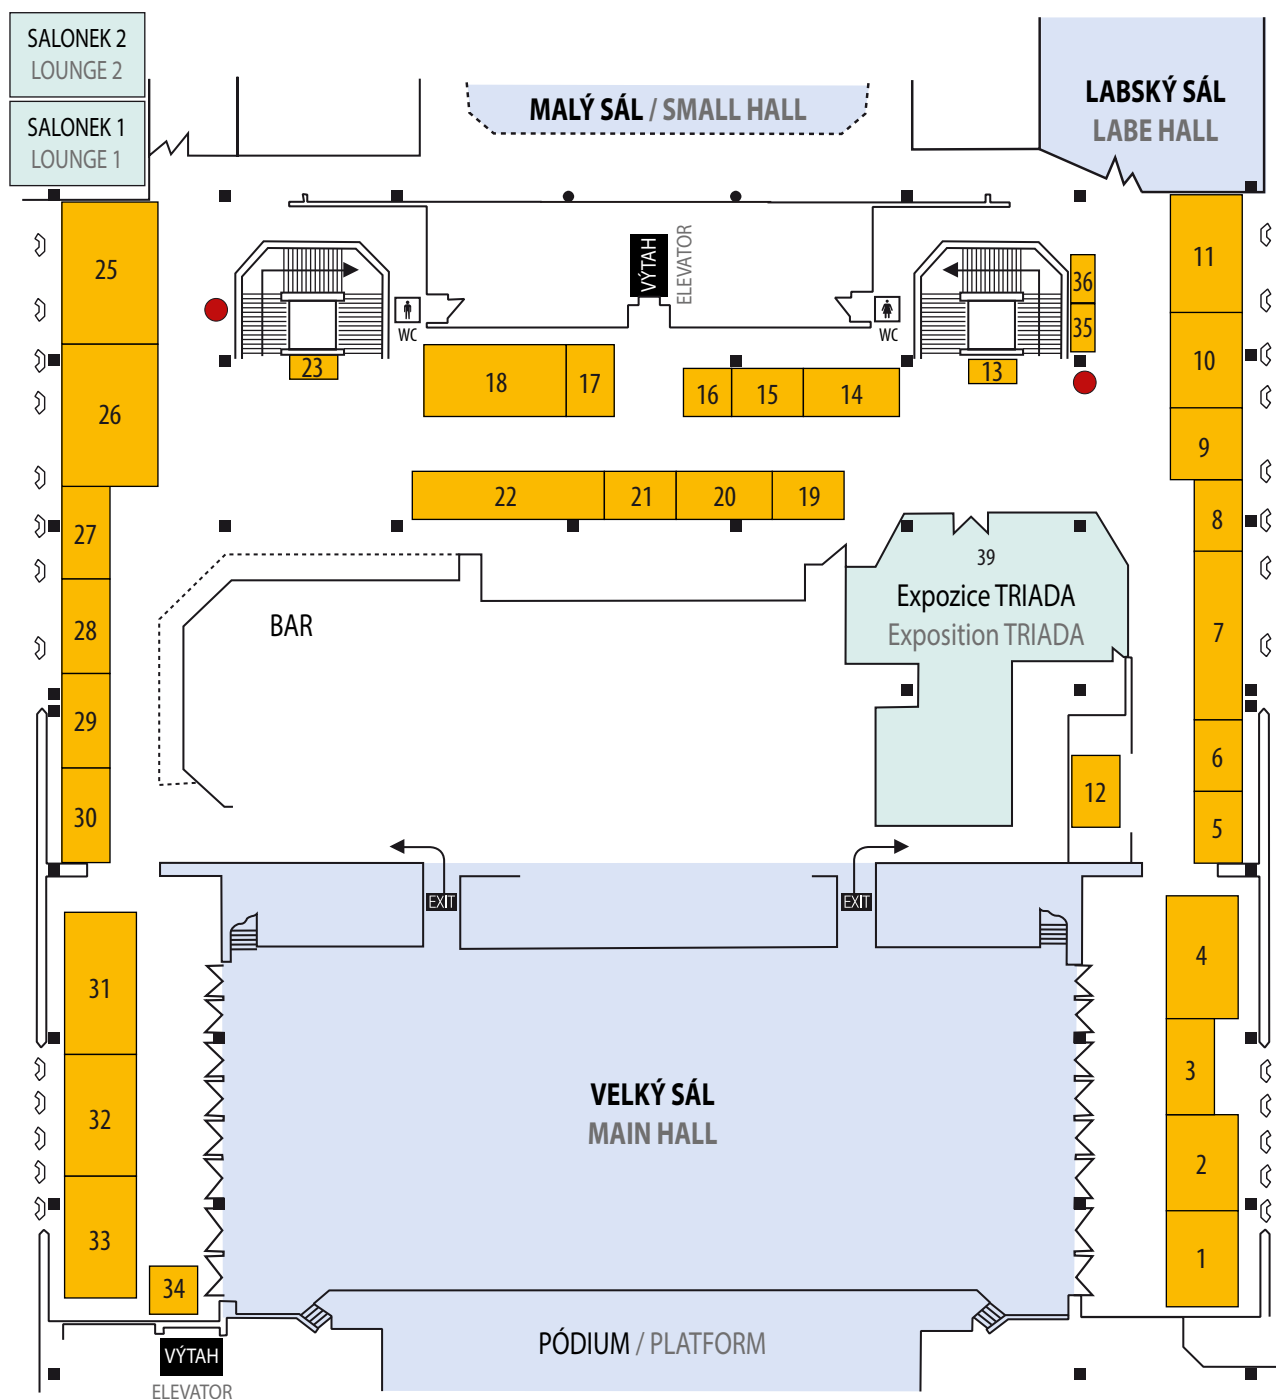 SALONEK 2
LOUNGE 2
SALONEK 1
LOUNGE 1
MALÝ SÁL / SMALL HALL
LABSKÝ SÁL
LABE HALL
VÝTAH
ELEVATOR
WC
WC
25
26
27
28
29
30
31
32
33
34
23
18
17
16
15
14
13
36
35
22
21
20
19
11
10
9
8
7
6
5
4
3
2
1
12
39
Expozice TRIADA
Exposition TRIADA
BAR
EXIT
EXIT
VELKÝ SÁL
MAIN HALL
PÓDIUM / PLATFORM
VÝTAH
ELEVATOR